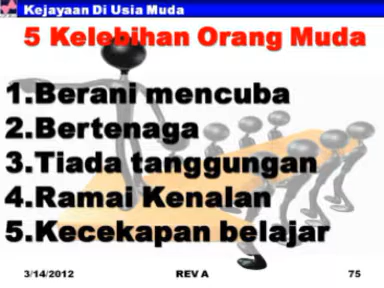 Kejayaan Di Usia Muda
5 Kelebihan Orang Muda
1.Berani mencuba
2.Bertenaga
3.Tiada tanggungan
4.Ramai Kenalan
5.Kecekapan belajar
3/14/2012 REV A 75